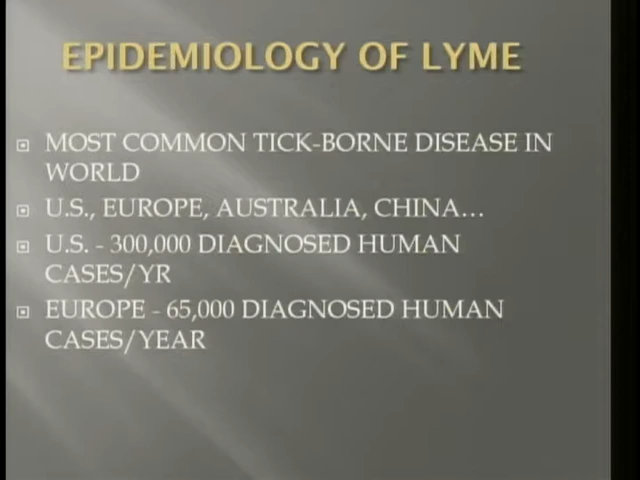 EPIDEMIOLOGY OF LYME
MOST COMMON TICK-BORNE DISEASE IN
WORLD
U.S., EUROPE, AUSTRALIA, CHINA…
U.S. - 300,000 DIAGNOSED HUMAN
CASES/YR
EUROPE - 65,000 DIAGNOSED HUMAN
CASES/YEAR